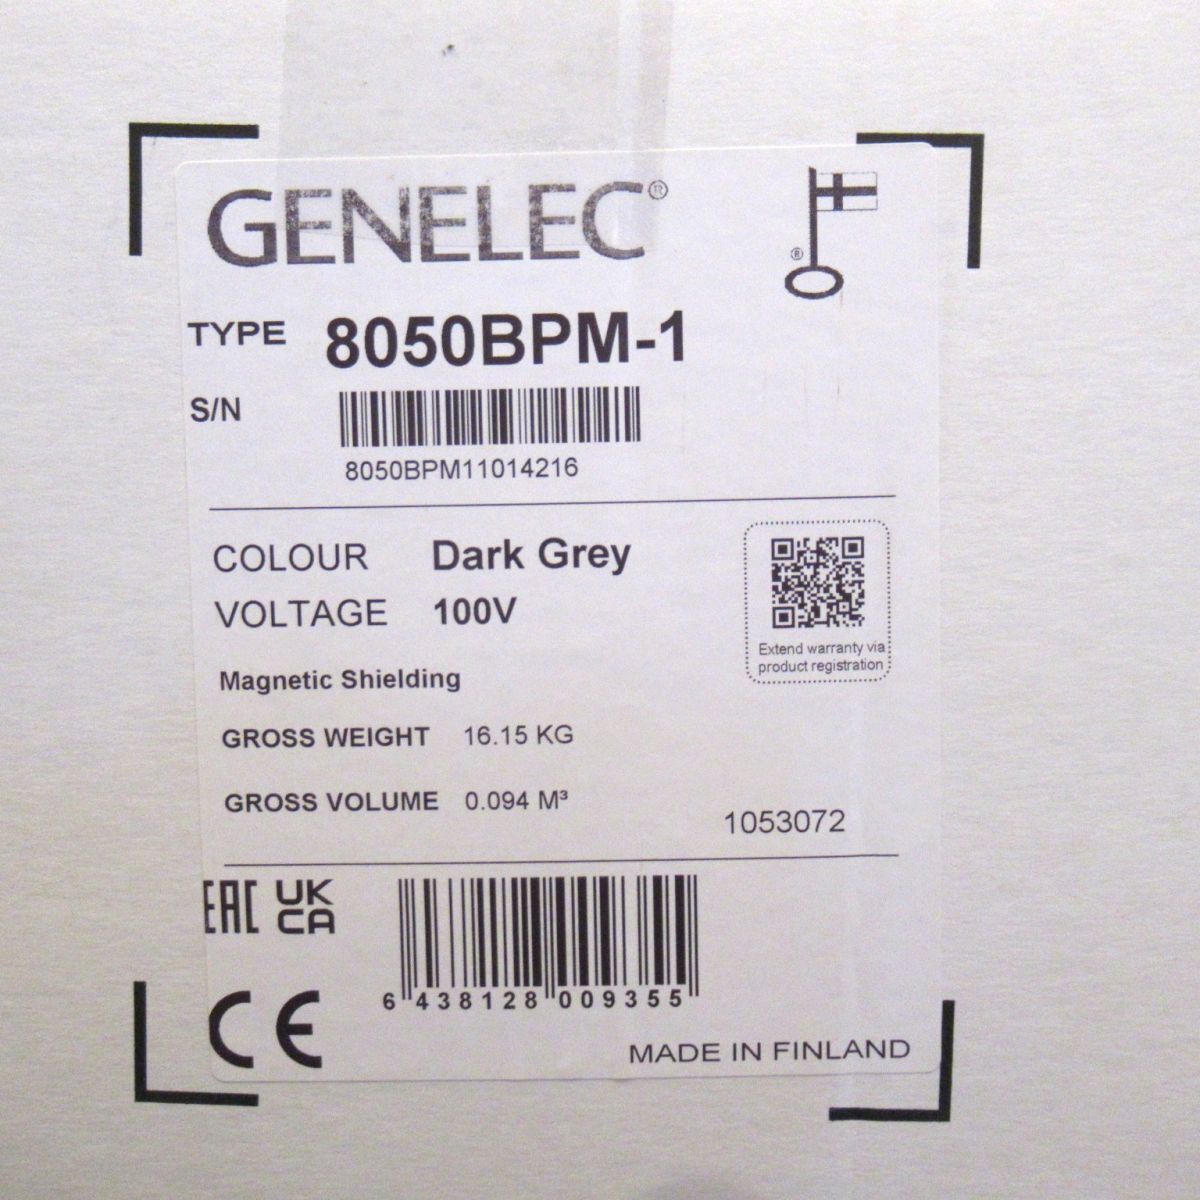 GENELEC®
®
TYPE 8050BPM-1
S/N
8050BPM11014216
COLOUR Dark Grey
VOLTAGE 100V
Extend warranty via
product registration
Magnetic Shielding
GROSS WEIGHT 16.15 KG
GROSS VOLUME 0.094 M³
1053072
EAC UK
CA
6 438128 009355
CE
MADE IN FINLAND